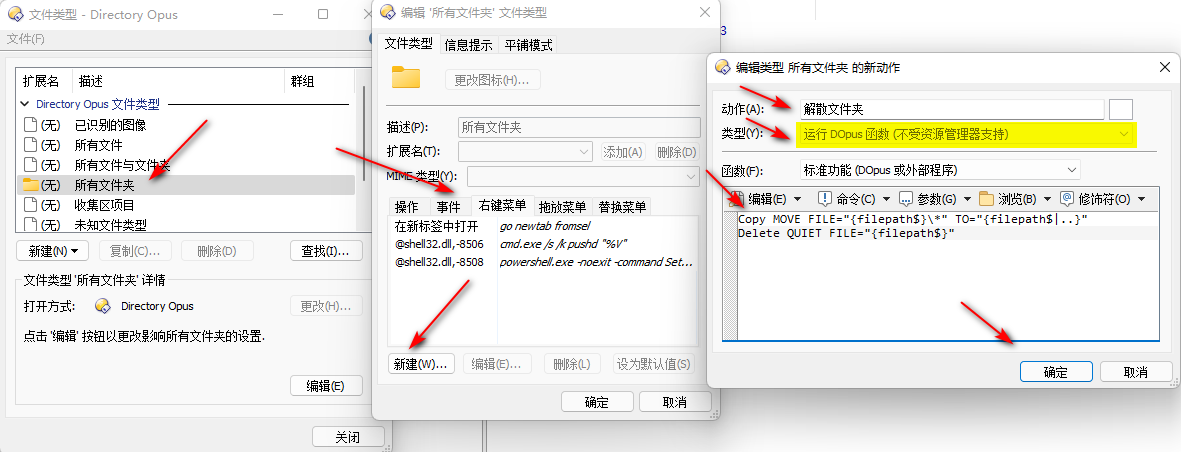 文件类型 - Directory Opus
文件(F)
扩展名 描述 群组
Directory Opus 文件类型
(无) 已识别的图像
(无) 所有文件
(无) 所有文件与文件夹
(无) 所有文件夹
(无) 收集区项目
(无) 未知文件类型
新建(N) 复制(C)... 删除(D) 查找(I)...
文件类型 '所有文件夹' 详情
打开方式: Directory Opus 更改(H)...
点击 '编辑' 按钮以更改影响所有文件夹的设置.
编辑(E)
关闭
编辑 '所有文件夹' 文件类型
文件类型 信息提示 平铺模式
更改图标(H)...
描述(P): 所有文件夹
扩展名(T): 添加(A) 删除(D)
MIME 类型(Y):
操作 事件 右键菜单 拖放菜单 替换菜单
在新标签中打开 go newtab fromsel
@shell32.dll,-8506 cmd.exe /s /k pushd "%V"
@shell32.dll,-8508 powershell.exe -noexit -command Set...
新建(W)... 编辑(E)... 删除(L) 设为默认值(S)
确定 取消
3
编辑类型 所有文件夹 的新动作
动作(A): 解散文件夹
类型(Y): 运行 DOpus 函数 (不受资源管理器支持)
函数(F): 标准功能 (DOpus 或外部程序)
编辑(E) 命令(C) 参数(G) 浏览(B) 修饰符(O)
Copy MOVE FILE="{filepath$}\*" TO="{filepath$|..}"
Delete QUIET FILE="{filepath$}"
确定 取消